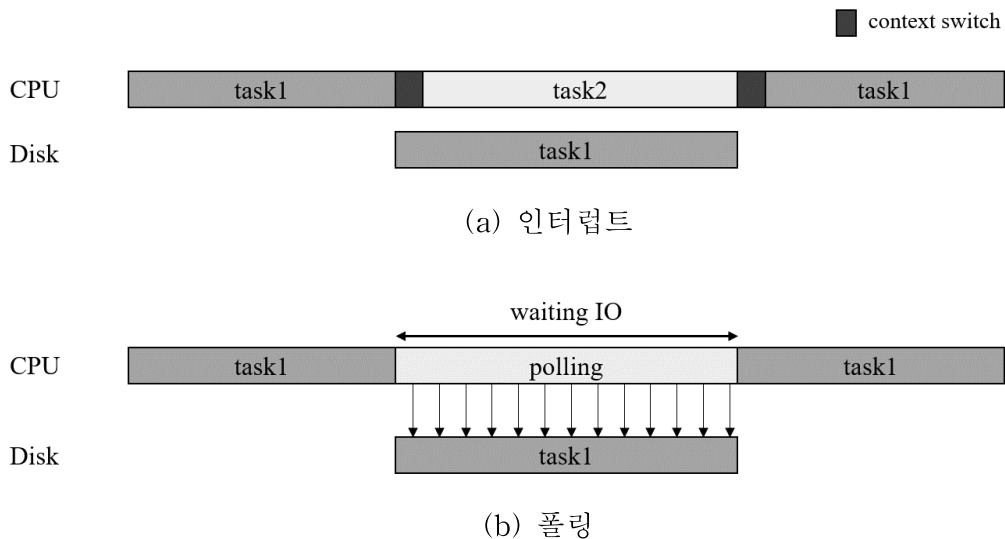 context switch
CPU task1 task2 task1
Disk task1
(a) 인터럽트
waiting IO
CPU task1 polling task1
Disk task1
(b) 폴링